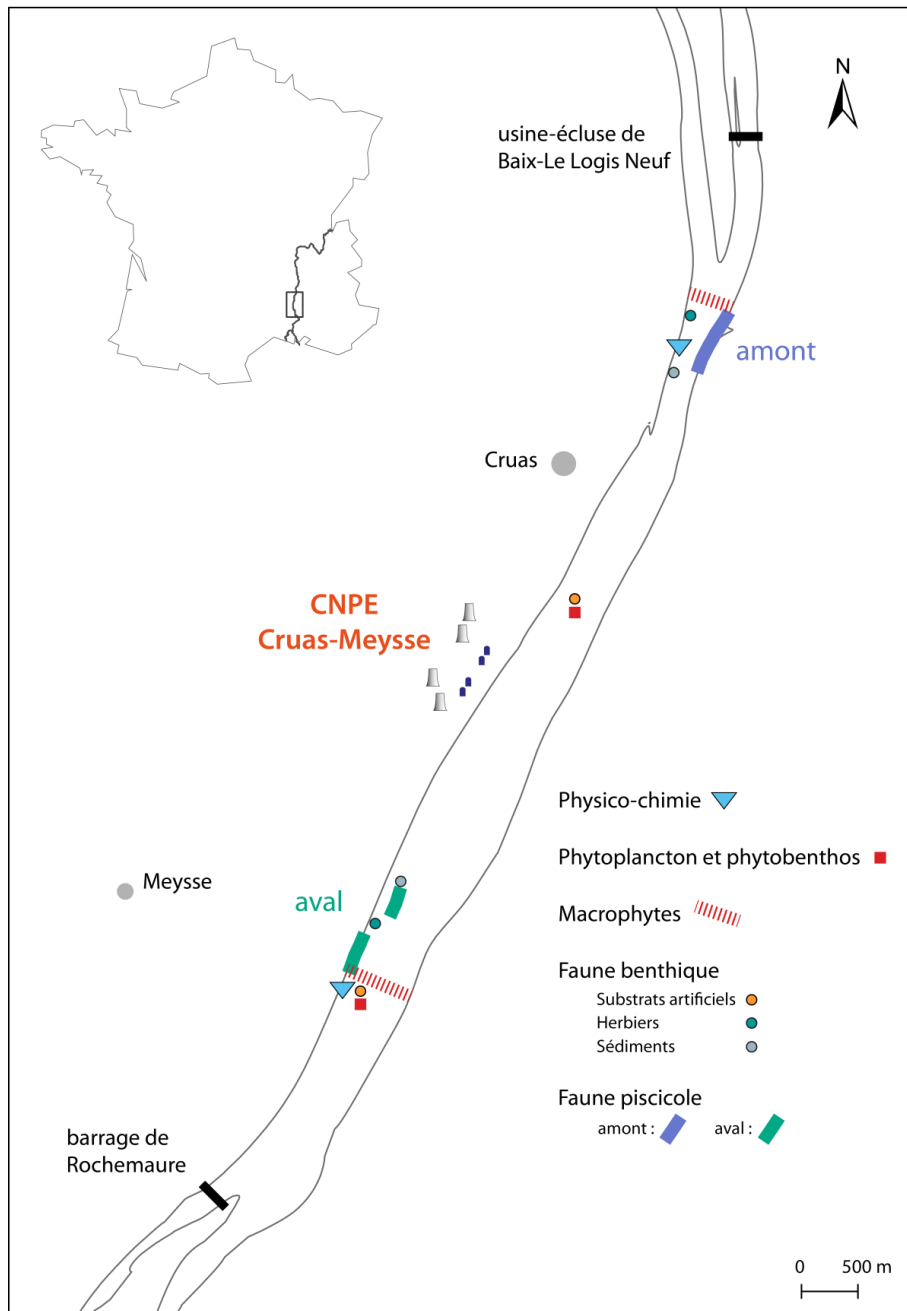 N
usine-écluse de
Baix-Le Logis Neuf
amont
Cruas
CNPE
Cruas-Meysse
Physico-chimie
Phytoplancton et phytobenthos
Meysse
aval
Macrophytes
Faune benthique
Substrats artificiels
Herbiers
Sédiments
Faune piscicole
amont :
aval :
barrage de
Rochemaure
0 500 m